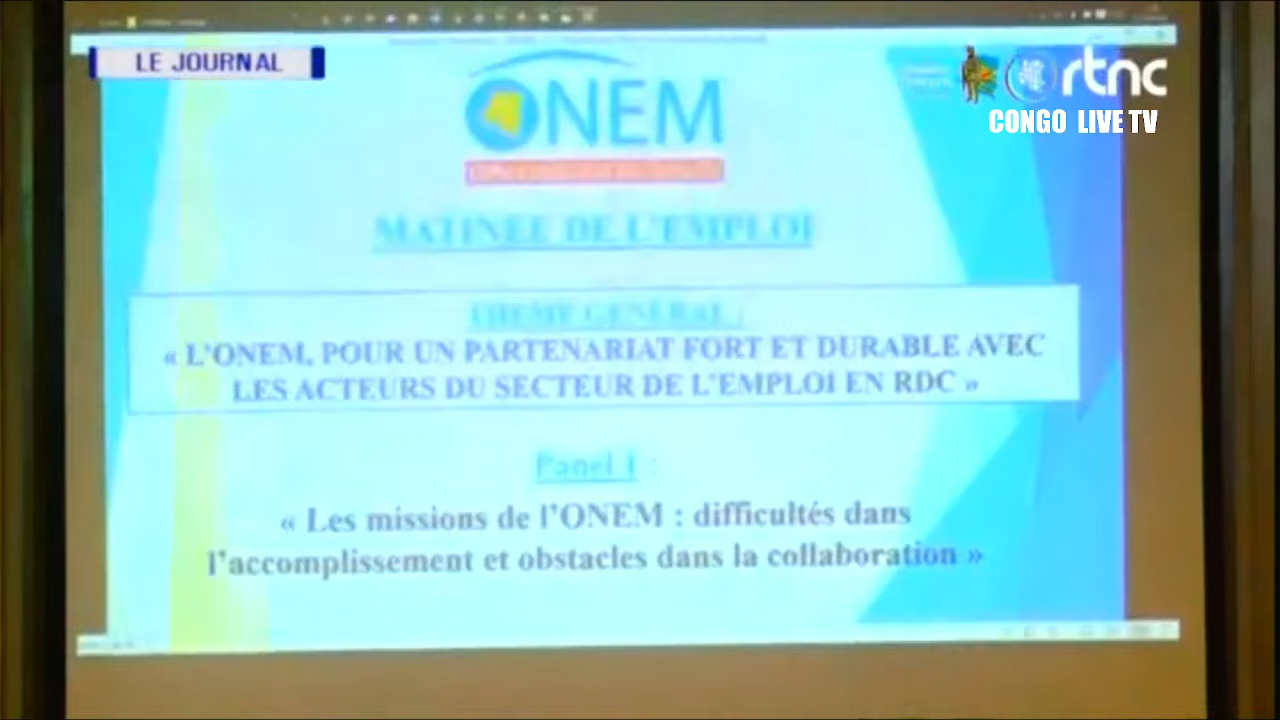 LE JOURNAL
rtnc
CONGO LIVE TV
ONEM
MATINEE DE L'EMPLOI
THEME GENERAL :
« L'ONEM, POUR UN PARTENARIAT FORT ET DURABLE AVEC
LES ACTEURS DU SECTEUR DE L'EMPLOI EN RDC »
Panel 1 :
« Les missions de l'ONEM : difficultés dans
l'accomplissement et obstacles dans la collaboration »